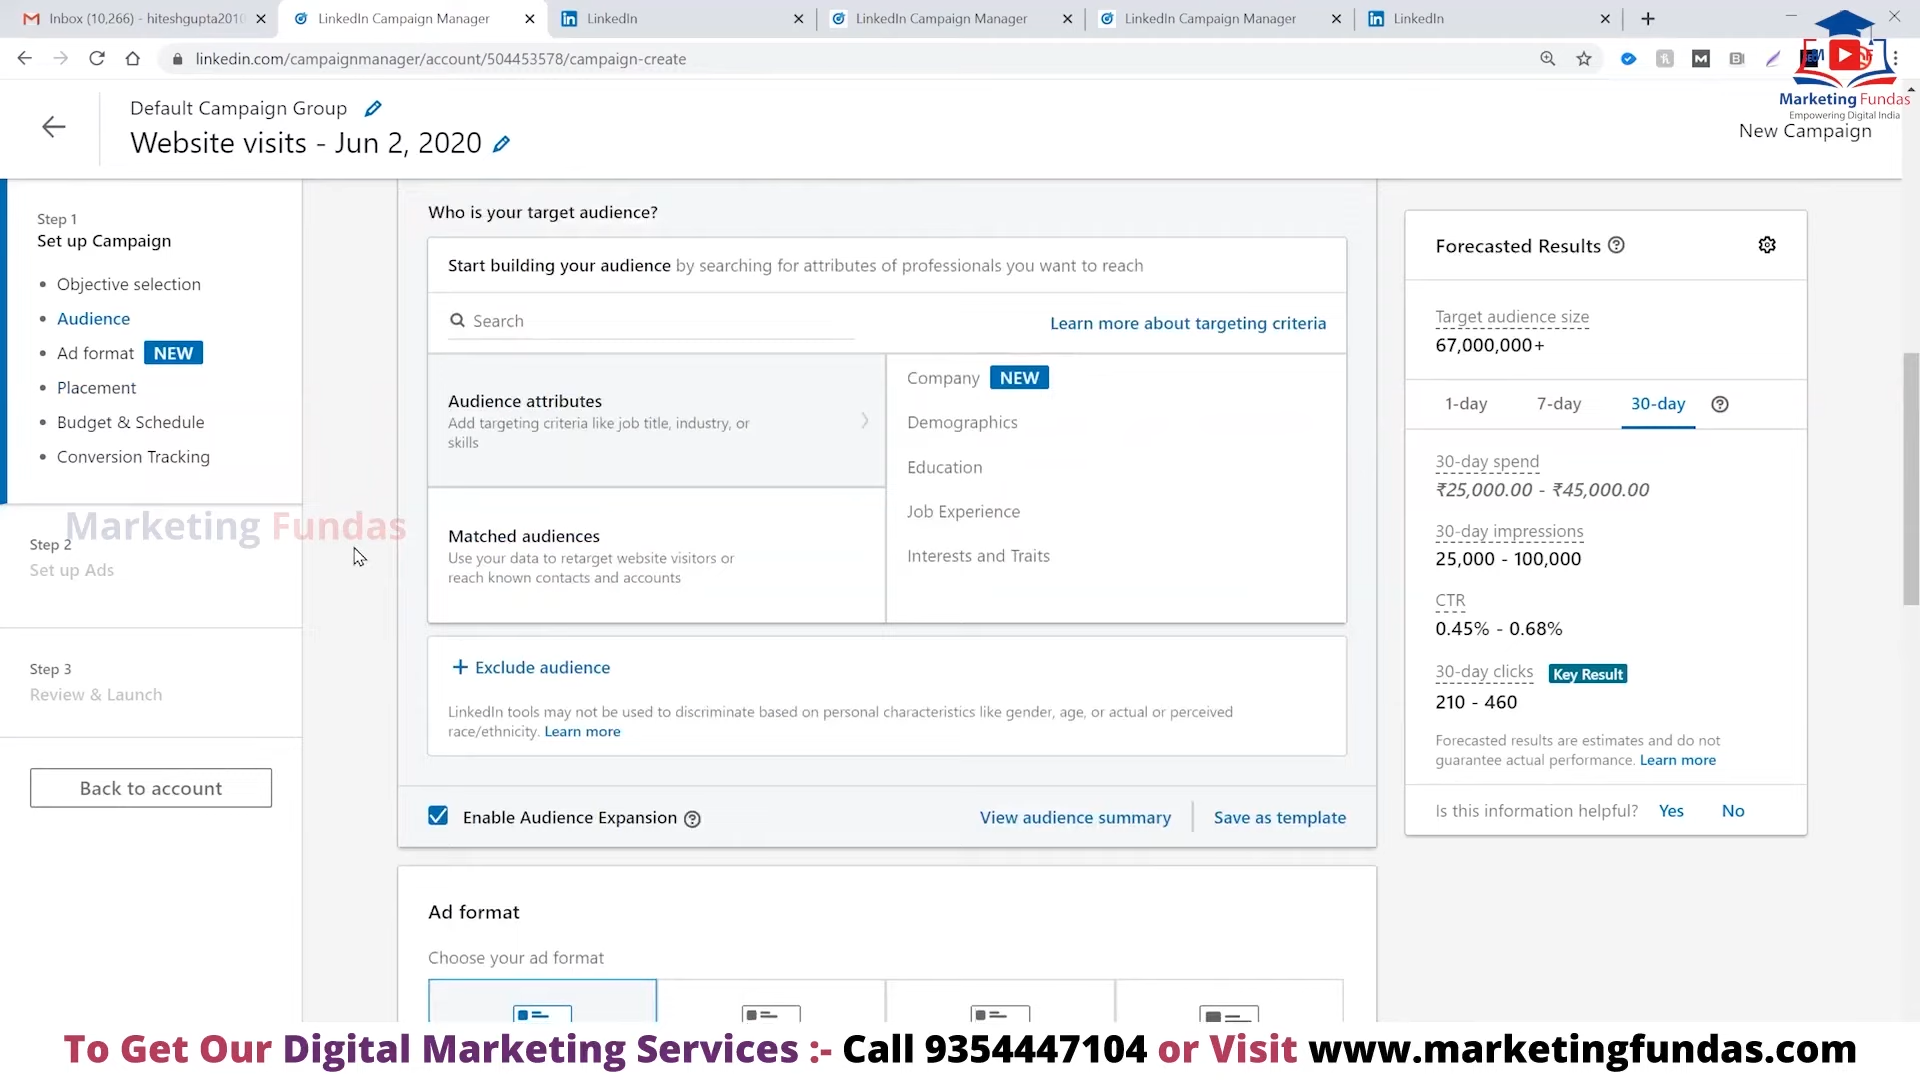 Inbox (10,266) - hiteshgupta2010
LinkedIn Campaign Manager
LinkedIn
LinkedIn Campaign Manager
LinkedIn Campaign Manager
LinkedIn
linkedin.com/campaignmanager/account/504453578/campaign-create
Marketing Fundas
Empowering Digital India
Default Campaign Group
Website visits - Jun 2, 2020
New Campaign
Step 1
Set up Campaign
Objective selection
Audience
Ad format NEW
Placement
Budget & Schedule
Conversion Tracking
Marketing Fundas
Step 2
Set up Ads
Step 3
Review & Launch
Back to account
Who is your target audience?
Start building your audience by searching for attributes of professionals you want to reach
Search
Learn more about targeting criteria
Audience attributes
Add targeting criteria like job title, industry, or
skills
Matched audiences
Use your data to retarget website visitors or
reach known contacts and accounts
Company NEW
Demographics
Education
Job Experience
Interests and Traits
+ Exclude audience
LinkedIn tools may not be used to discriminate based on personal characteristics like gender, age, or actual or perceived
race/ethnicity. Learn more
Enable Audience Expansion
View audience summary
Save as template
Ad format
Choose your ad format
Forecasted Results
Target audience size
67,000,000+
1-day 7-day 30-day
30-day spend
₹25,000.00 - ₹45,000.00
30-day impressions
25,000 - 100,000
CTR
0.45% - 0.68%
30-day clicks Key Result
210 - 460
Forecasted results are estimates and do not
guarantee actual performance. Learn more
Is this information helpful? Yes No
To Get Our Digital Marketing Services :- Call 9354447104 or Visit www.marketingfundas.com